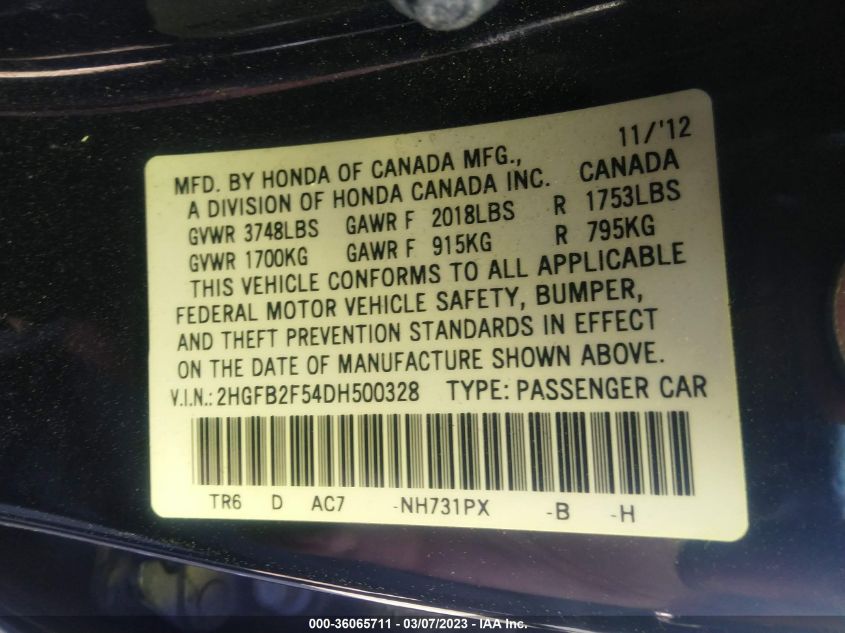 11/'12
MFD. BY HONDA OF CANADA MFG.,
A DIVISION OF HONDA CANADA INC. CANADA
GVWR 3748LBS GAWR F 2018LBS R 1753LBS
GVWR 1700KG GAWR F 915KG R 795KG
THIS VEHICLE CONFORMS TO ALL APPLICABLE
FEDERAL MOTOR VEHICLE SAFETY, BUMPER,
AND THEFT PREVENTION STANDARDS IN EFFECT
ON THE DATE OF MANUFACTURE SHOWN ABOVE.
V.I.N.: 2HGFB2F54DH500328 TYPE: PASSENGER CAR
TR6 D AC7 -NH731PX -B -H
000-36065711 - 03/07/2023 - IAA Inc.